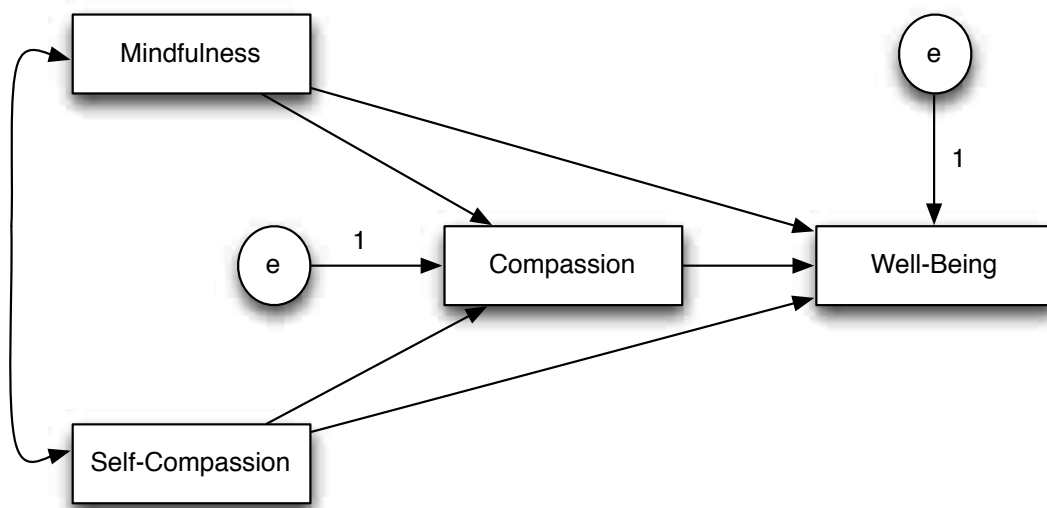 Mindfulness
e
1
e
1
Compassion
Well-Being
Self-Compassion